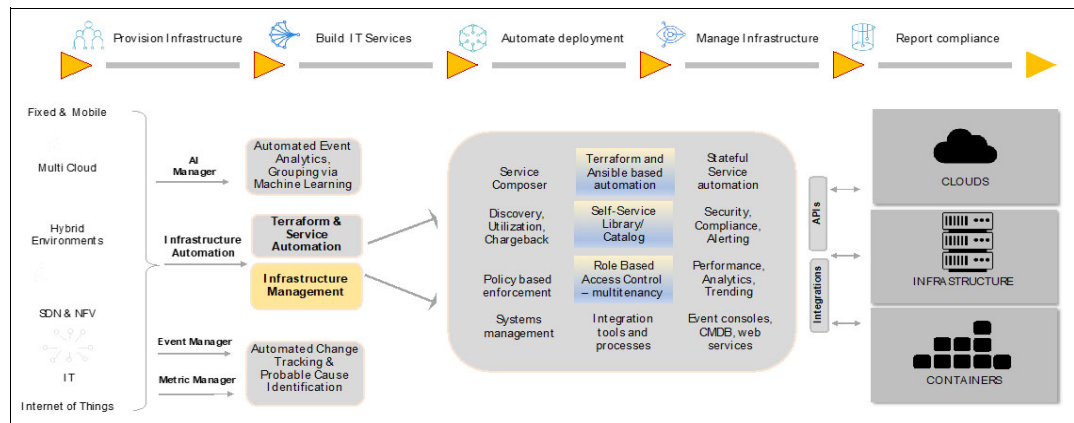 Provision Infrastructure
Build IT Services
Automate deployment
Manage Infrastructure
Report compliance
Fixed & Mobile
Multi Cloud
Hybrid
Environments
SDN & NFV
IT
Internet of Things
AI
Manager
Infrastructure
Automation
Event Manager
Metric Manager
Automated Event
Analytics,
Grouping via
Machine Learning
Terraform &
Service
Automation
Infrastructure
Management
Automated Change
Tracking &
Probable Cause
Identification
Service
Composer
Terraform and
Ansible based
automation
Stateful
Service
automation
Discovery,
Utilization,
Chargeback
Self-Service
Library/
Catalog
Security,
Compliance,
Alerting
Policy based
enforcement
Role Based
Access Control
– multitenancy
Performance,
Analytics,
Trending
Systems
management
Integration
tools and
processes
Event consoles,
CMDB, web
services
APIs
Integrations
CLOUDS
INFRASTRUCTURE
CONTAINERS